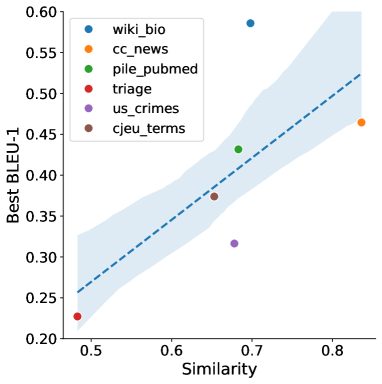 0.60
0.55
0.50
0.45
0.40
0.35
0.30
0.25
0.20
Best BLEU-1
wiki_bio
cc_news
pile_pubmed
triage
us_crimes
cjeu_terms
0.5 0.6 0.7 0.8
Similarity